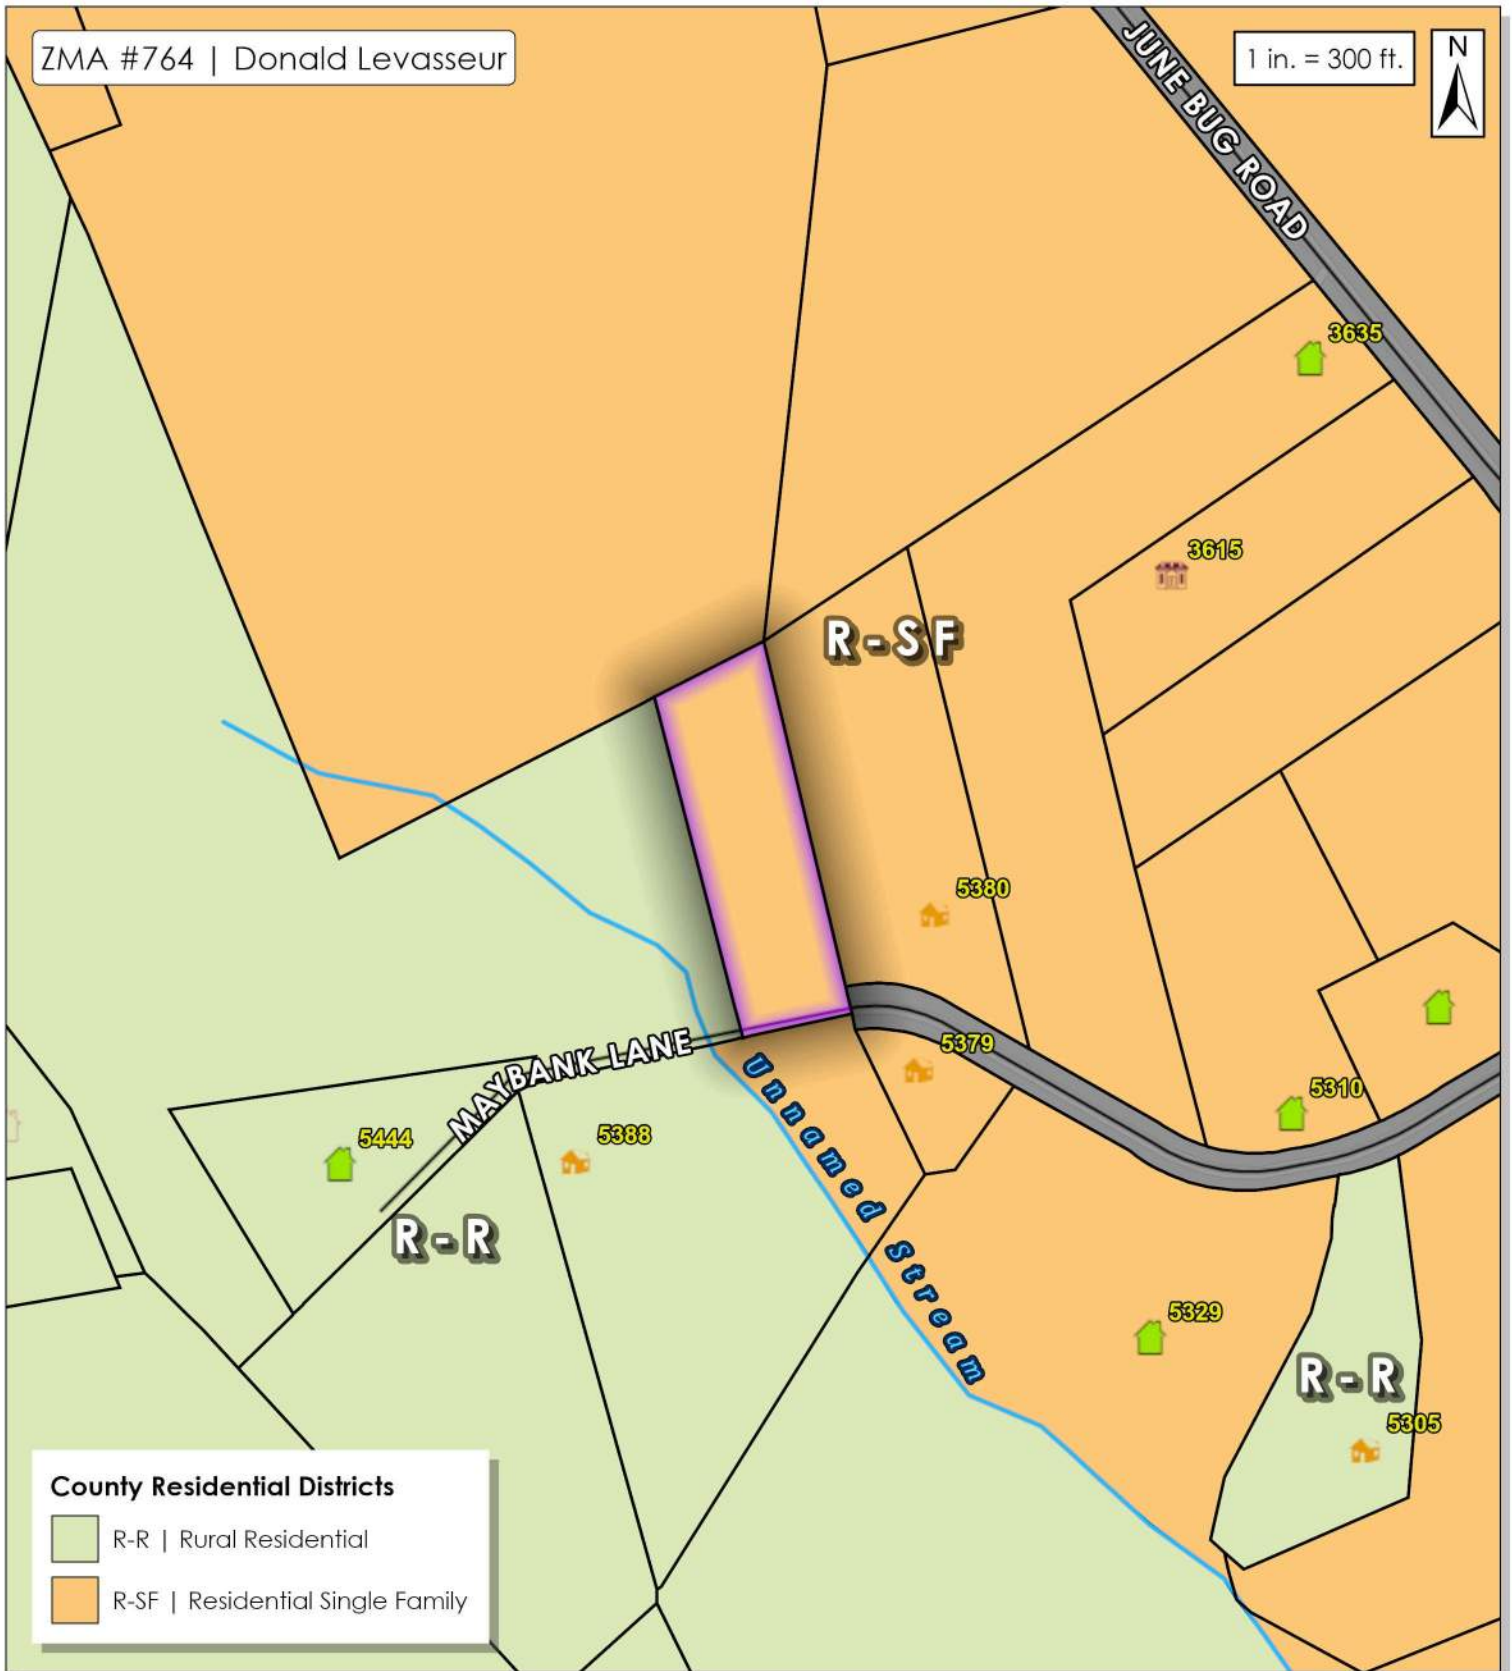 ZMA #764 | Donald Levasseur
1 in. = 300 ft.
N
JUNE BUG ROAD
3635
3615
R-SF
5380
5379
MAYBANK LANE
Unnamed Stream
5310
5444
5388
R-R
5329
R-R
5305
County Residential Districts
R-R | Rural Residential
R-SF | Residential Single Family